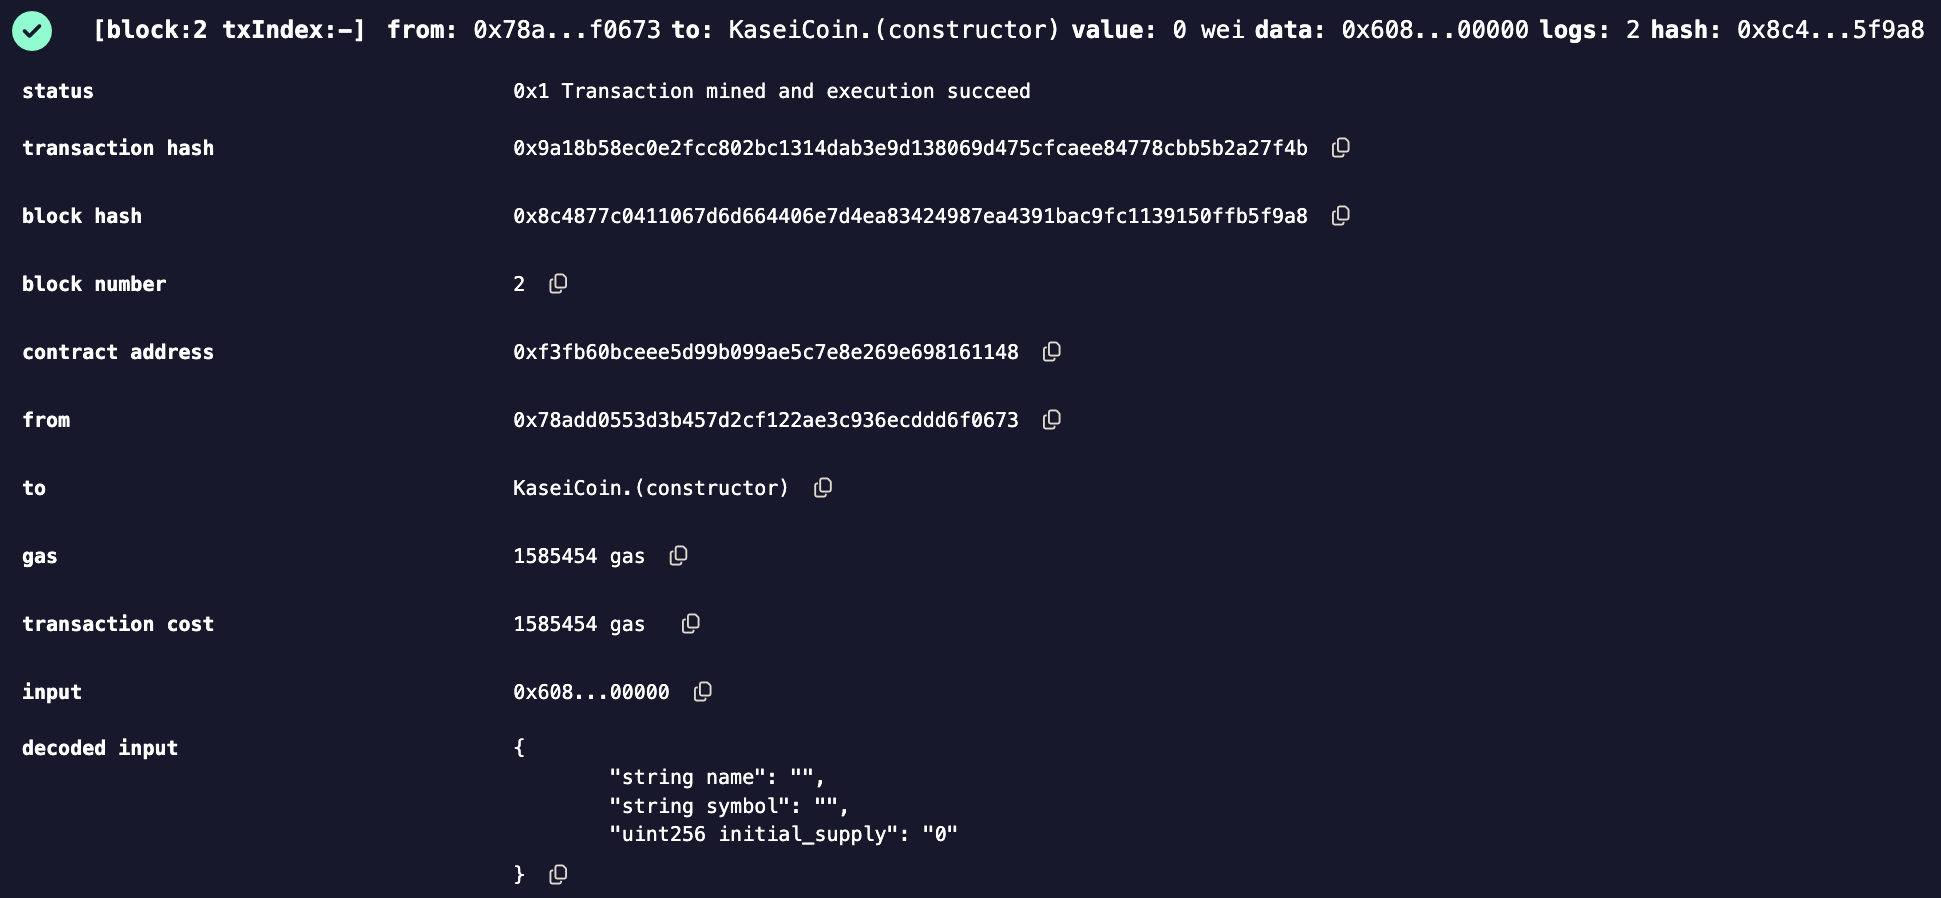 [block:2 txIndex:-] from: 0x78a...f0673 to: KaseiCoin.(constructor) value: 0 wei data: 0x608...00000 logs: 2 hash: 0x8c4...5f9a8
status 0x1 Transaction mined and execution succeed
transaction hash 0x9a18b58ec0e2fcc802bc1314dab3e9d138069d475cfcaee84778cbb5b2a27f4b
block hash 0x8c4877c0411067d6d664406e7d4ea83424987ea4391bac9fc1139150ffb5f9a8
block number 2
contract address 0xf3fb60bceee5d99b099ae5c7e8e269e698161148
from 0x78add0553d3b457d2cf122ae3c936ecddd6f0673
to KaseiCoin.(constructor)
gas 1585454 gas
transaction cost 1585454 gas
input 0x608...00000
decoded input {
"string name": "",
"string symbol": "",
"uint256 initial_supply": "0"
}